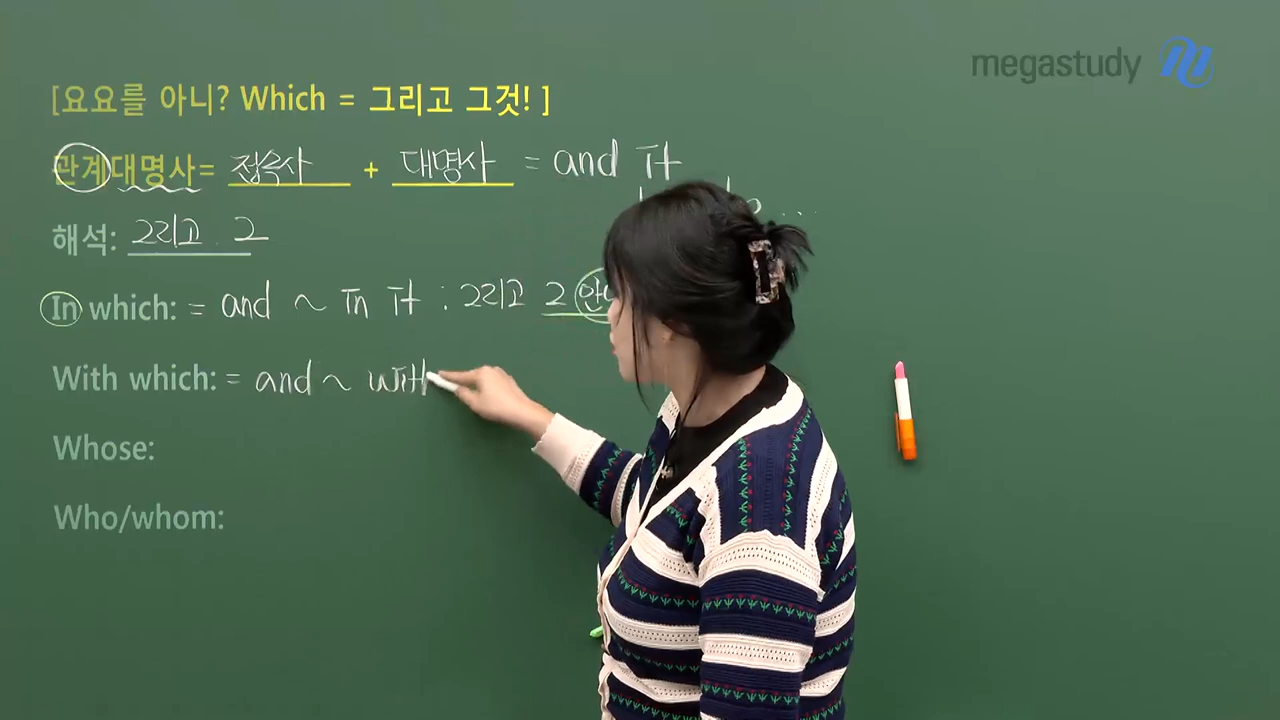 megastudy
[요요를 아니? Which = 그리고 그것! ]
관계대명사= 접속사 + 대명사 = and it
해석: 그리고 그
In which: = and ~ in it : 그리고 그
With which: = and ~ with
Whose:
Who/whom: